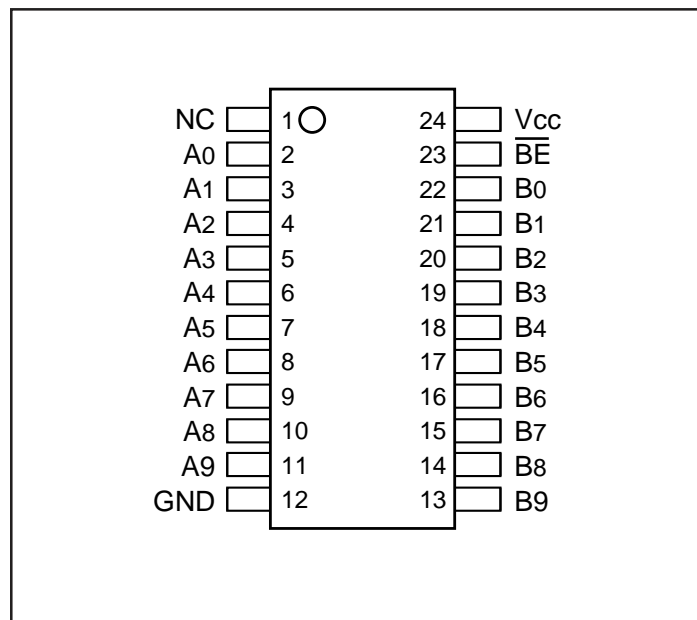 NC 1 24 Vcc
A0 2 23 B̅E̅
A1 3 22 B0
A2 4 21 B1
A3 5 20 B2
A4 6 19 B3
A5 7 18 B4
A6 8 17 B5
A7 9 16 B6
A8 10 15 B7
A9 11 14 B8
GND 12 13 B9